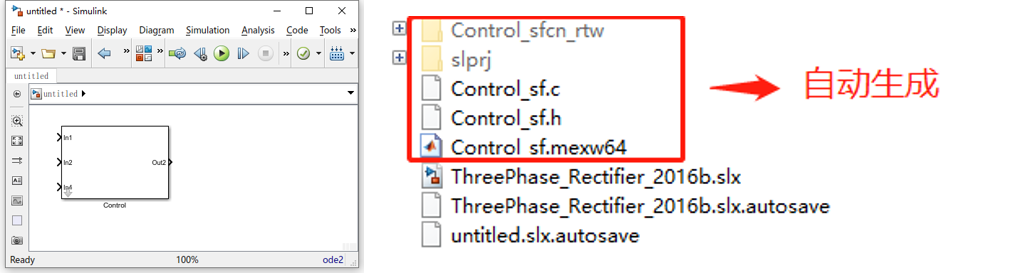 untitled * - Simulink
File Edit View Display Diagram Simulation Analysis Code Tools »
» » »
untitled
untitled
In1
In2
In4
Out2
Control
Ready 100% ode2
Control_sfcn_rtw
slprj
Control_sf.c
Control_sf.h
Control_sf.mexw64
自动生成
ThreePhase_Rectifier_2016b.slx
ThreePhase_Rectifier_2016b.slx.autosave
untitled.slx.autosave